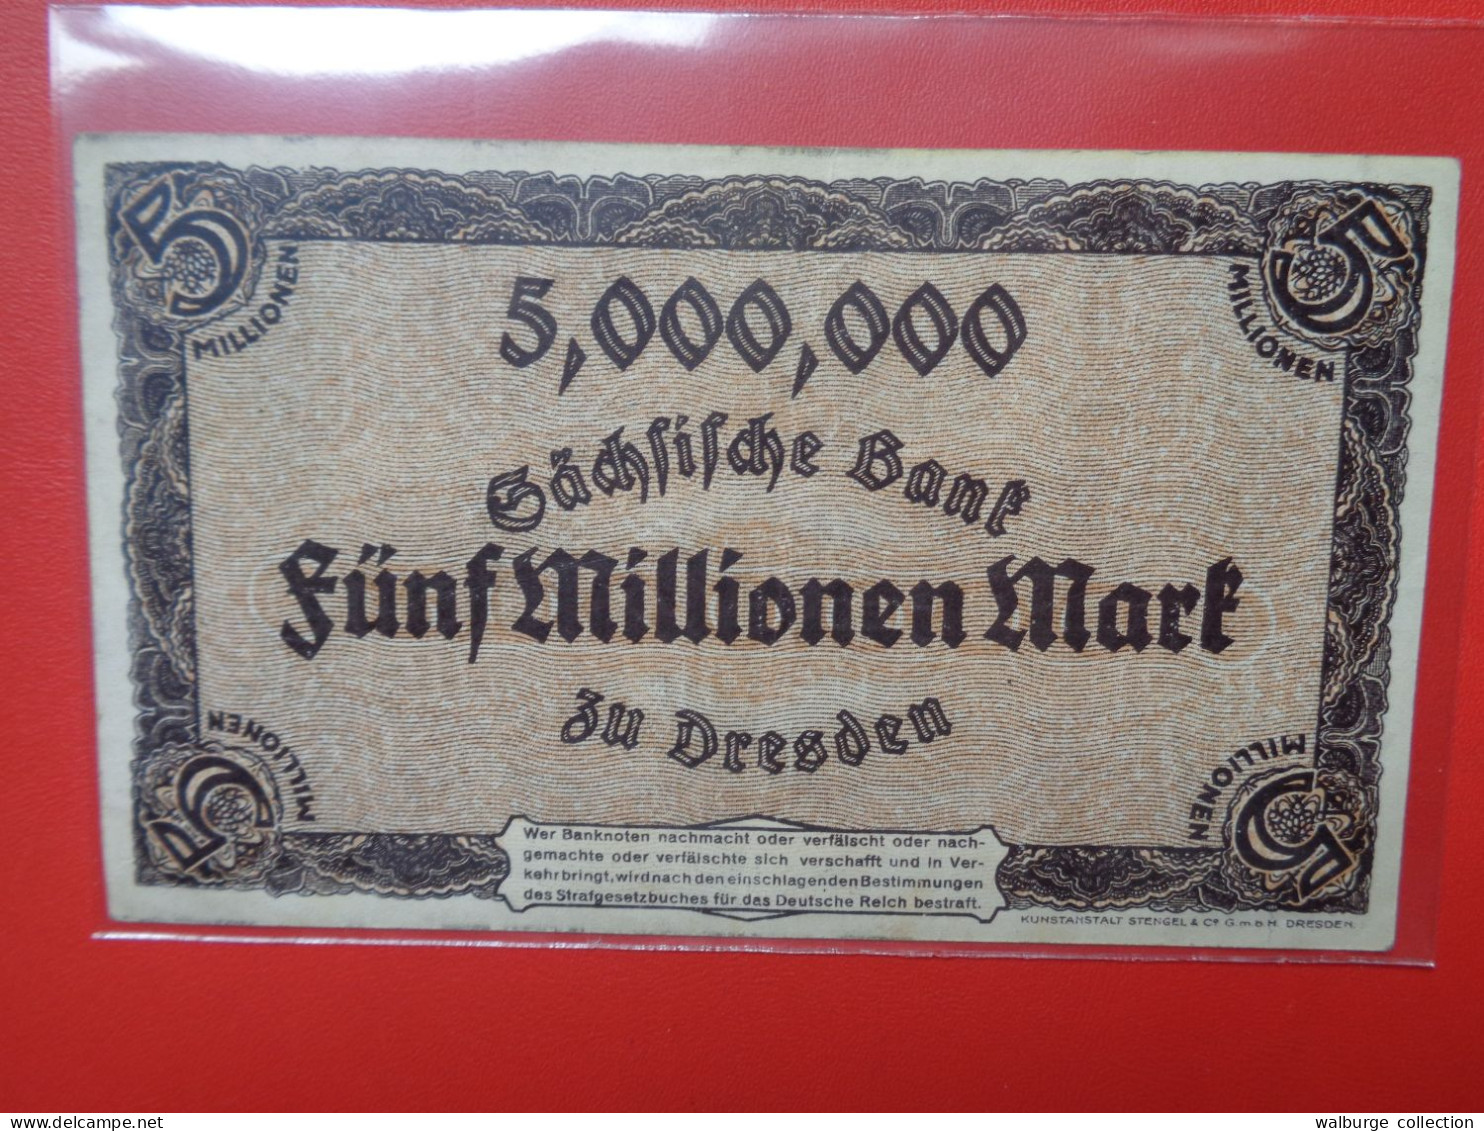 5 MILLIONEN
5 MILLIONEN
5,000,000
Sächsische Bank
Fünf Millionen Mark
zu Dresden
5 MILLIONEN
5 MILLIONEN
Wer Banknoten nachmacht oder verfälscht oder nach-
gemachte oder verfälschte sich verschafft und in Ver-
kehr bringt, wird nach den einschlagenden Bestimmungen
des Strafgesetzbuches für das Deutsche Reich bestraft.
KUNSTANSTALT STENGEL & Co G.m.b.H. DRESDEN.
delcampe.net
walburge collection